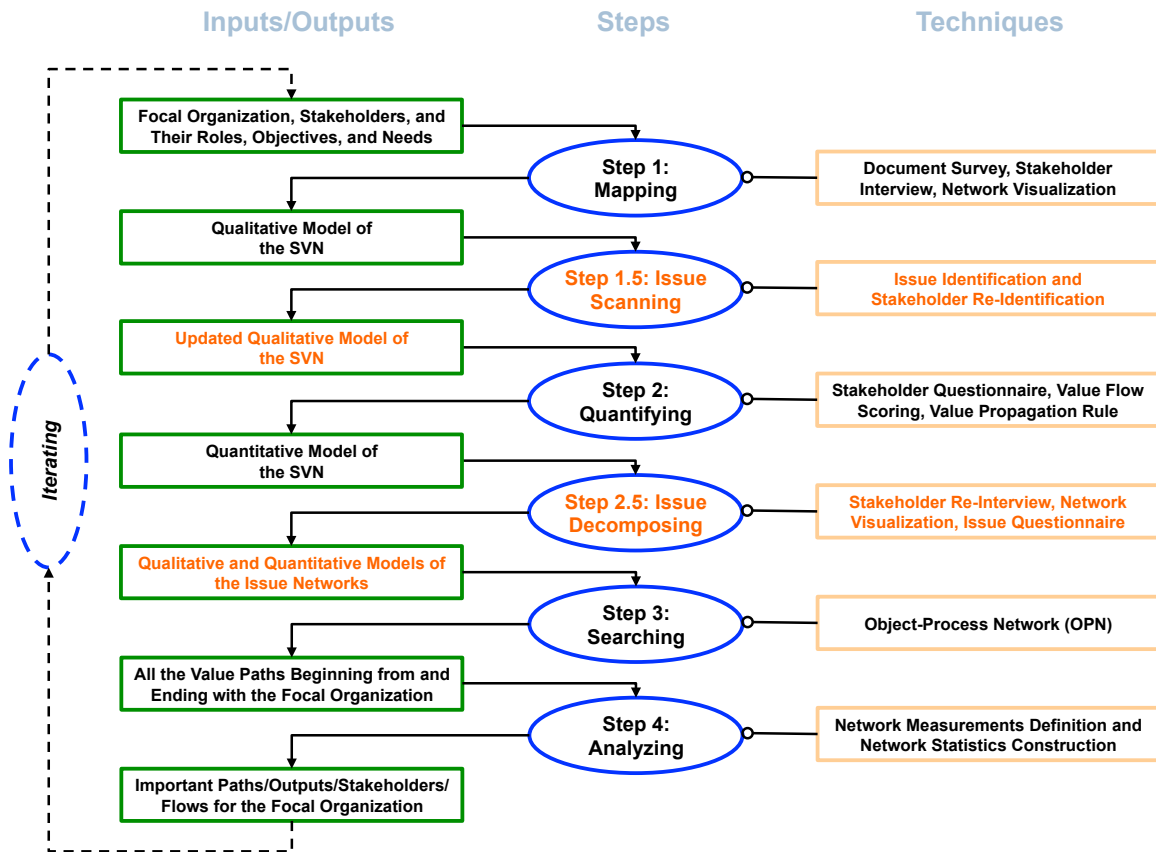 Inputs/Outputs
Steps
Techniques
Focal Organization, Stakeholders, and
Their Roles, Objectives, and Needs
Step 1:
Mapping
Document Survey, Stakeholder
Interview, Network Visualization
Qualitative Model of
the SVN
Step 1.5: Issue
Scanning
Issue Identification and
Stakeholder Re-Identification
Updated Qualitative Model of
the SVN
Step 2:
Quantifying
Stakeholder Questionnaire, Value Flow
Scoring, Value Propagation Rule
Iterating
Quantitative Model of
the SVN
Step 2.5: Issue
Decomposing
Stakeholder Re-Interview, Network
Visualization, Issue Questionnaire
Qualitative and Quantitative Models of
the Issue Networks
Step 3:
Searching
Object-Process Network (OPN)
All the Value Paths Beginning from and
Ending with the Focal Organization
Step 4:
Analyzing
Network Measurements Definition and
Network Statistics Construction
Important Paths/Outputs/Stakeholders/
Flows for the Focal Organization